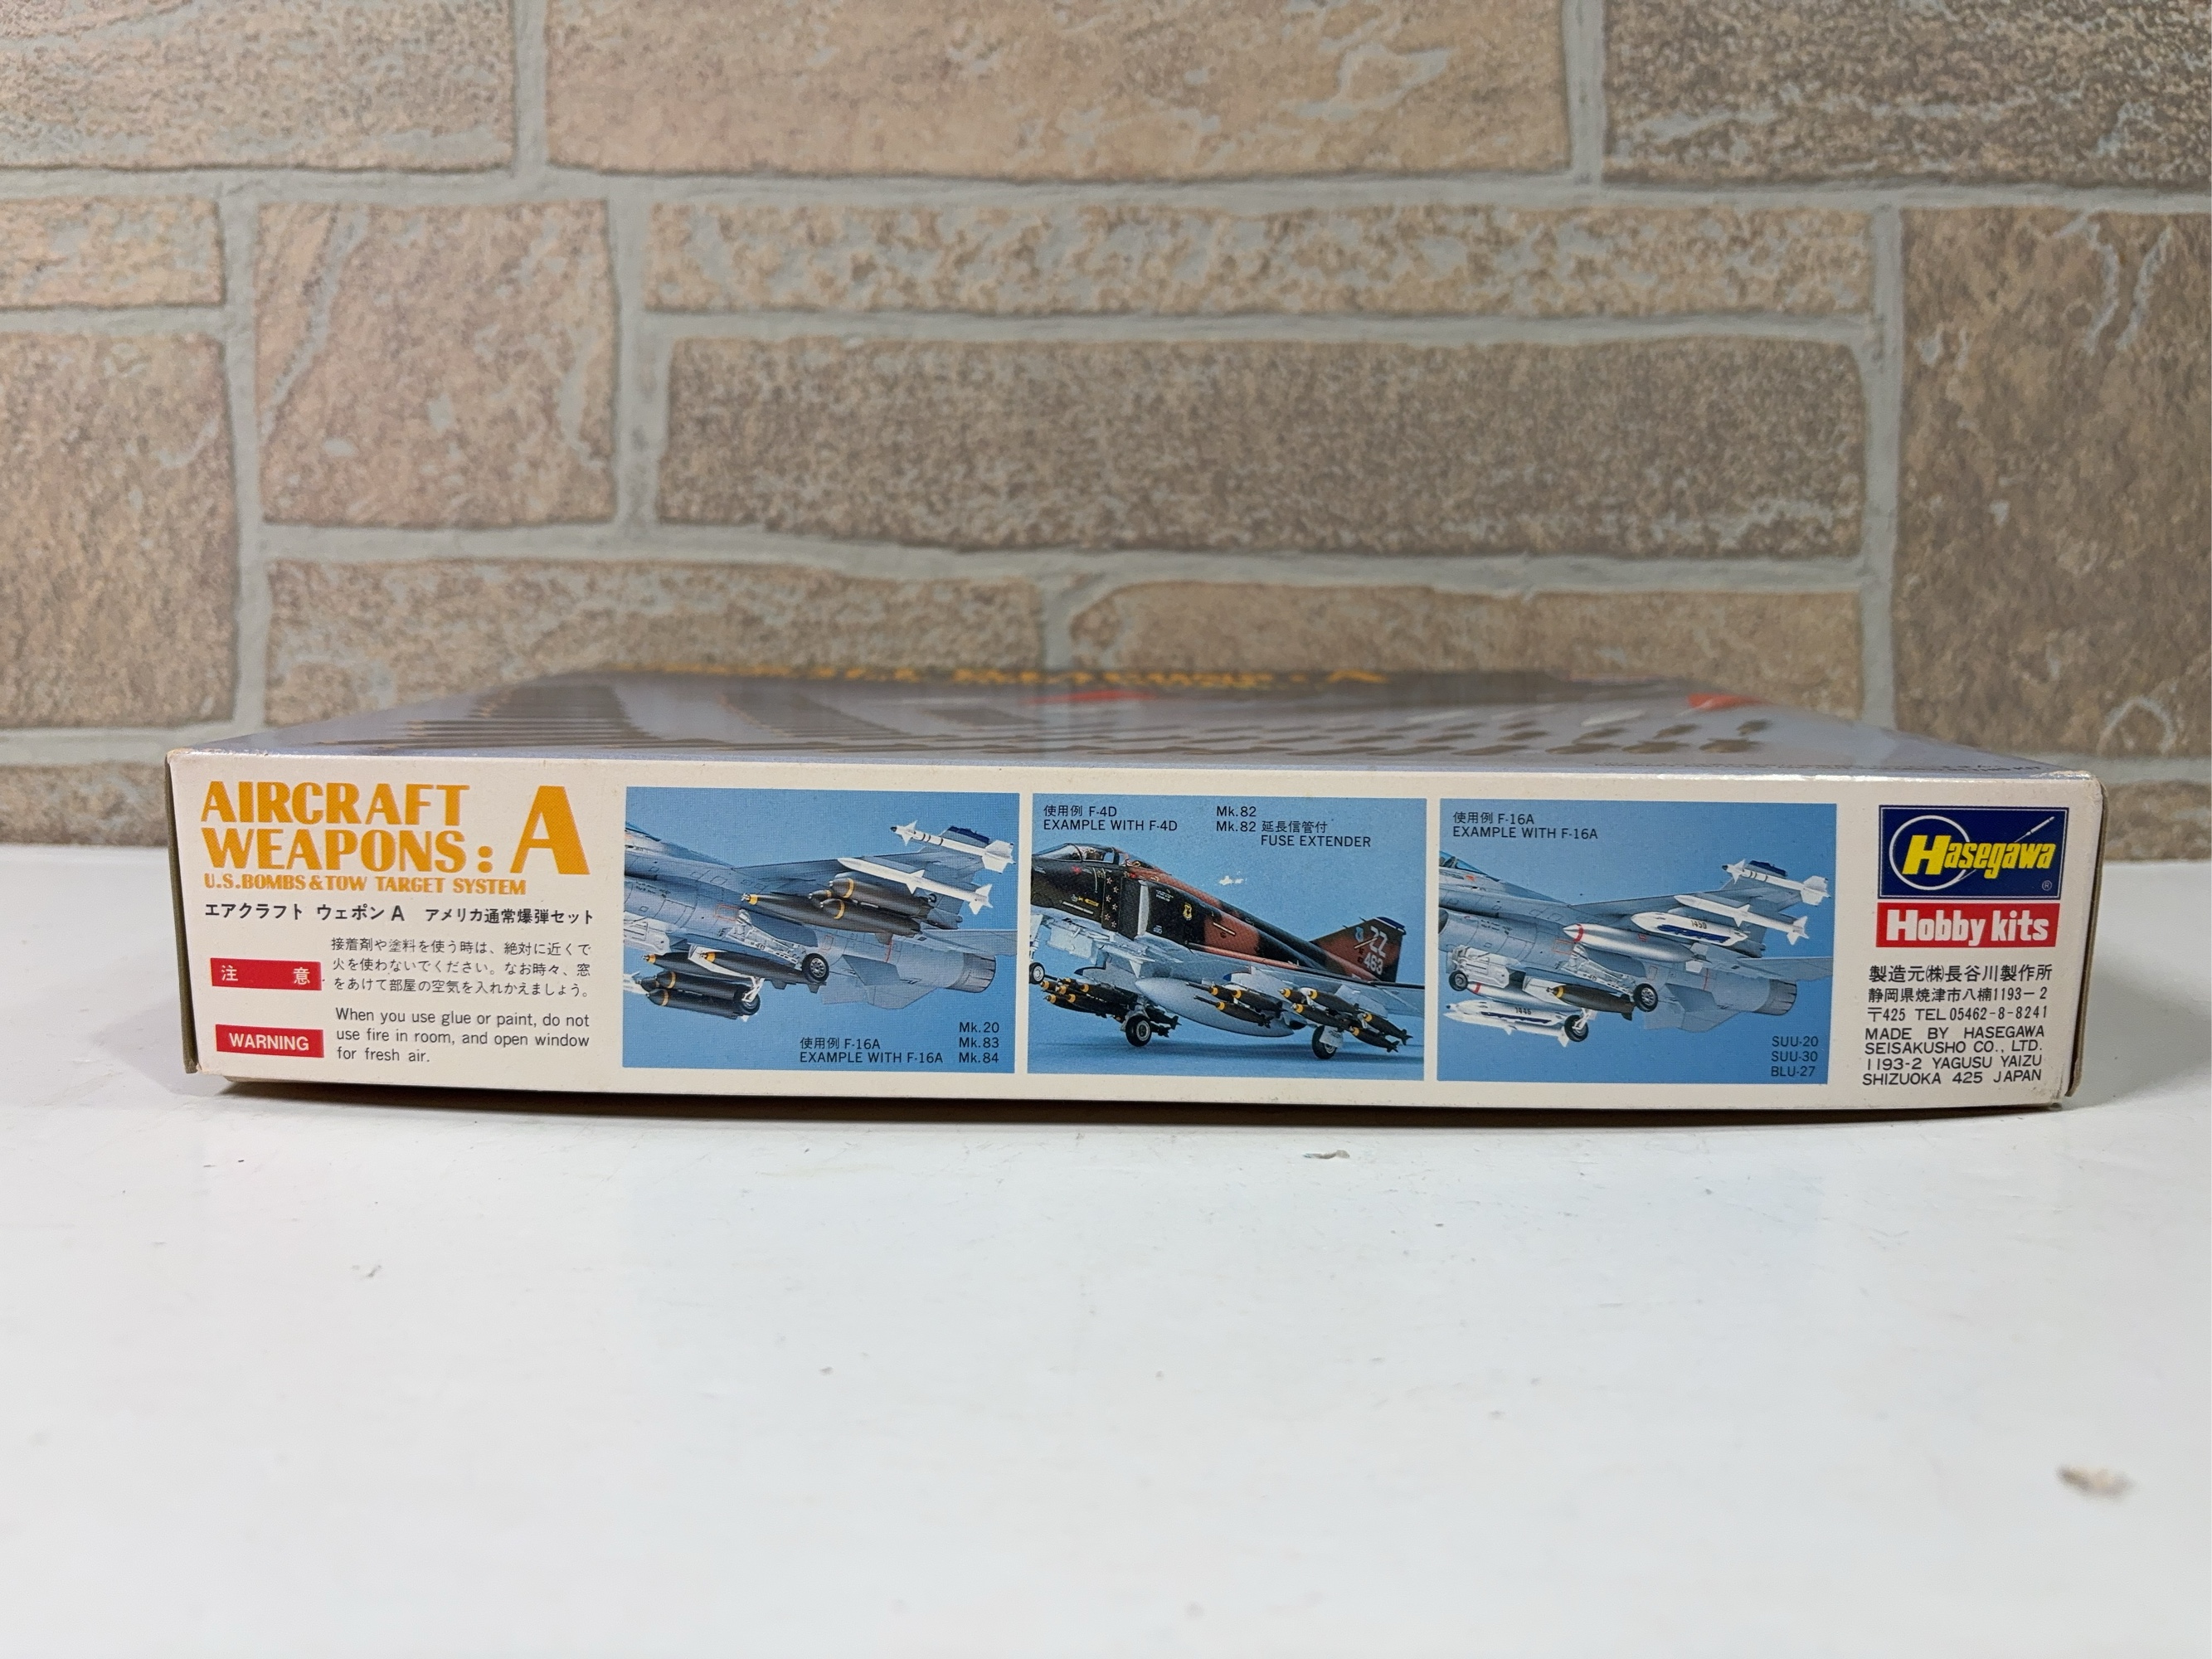 AIRCRAFT
WEAPONS: A
U.S. BOMBS & TOW TARGET SYSTEM
エアクラフト ウェポン A アメリカ通常爆弾セット
注 意
接着剤や塗料を使う時は、絶対に近くで
火を使わないでください。なお時々、窓
をあけて部屋の空気を入れかえましょう。
WARNING
When you use glue or paint, do not
use fire in room, and open window
for fresh air.
使用例 F-16A
EXAMPLE WITH F-16A
Mk.20
Mk.83
Mk.84
使用例 F-4D
EXAMPLE WITH F-4D
Mk.82
Mk.82 延長信管付
FUSE EXTENDER
ZZ
463
使用例 F-16A
EXAMPLE WITH F-16A
SUU-20
SUU-30
BLU-27
Hasegawa ®
Hobby kits
製造元㈱長谷川製作所
静岡県焼津市八楠1193-2
〒425 TEL 05462-8-8241
MADE BY HASEGAWA
SEISAKUSHO CO., LTD.
1193-2 YAGUSU YAIZU
SHIZUOKA 425 JAPAN